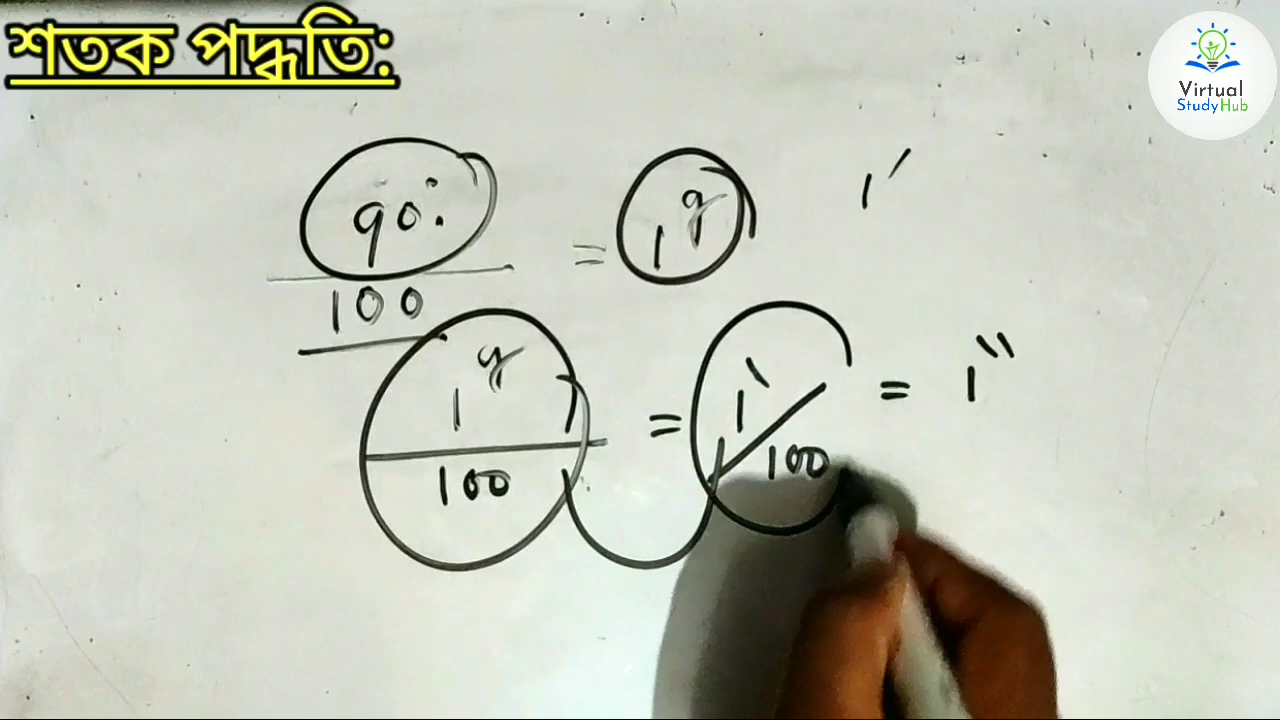 শতক পদ্ধতি:
Virtual
StudyHub
90° = 1g 1′
100
1g = 1‵ = 1‶
100 100